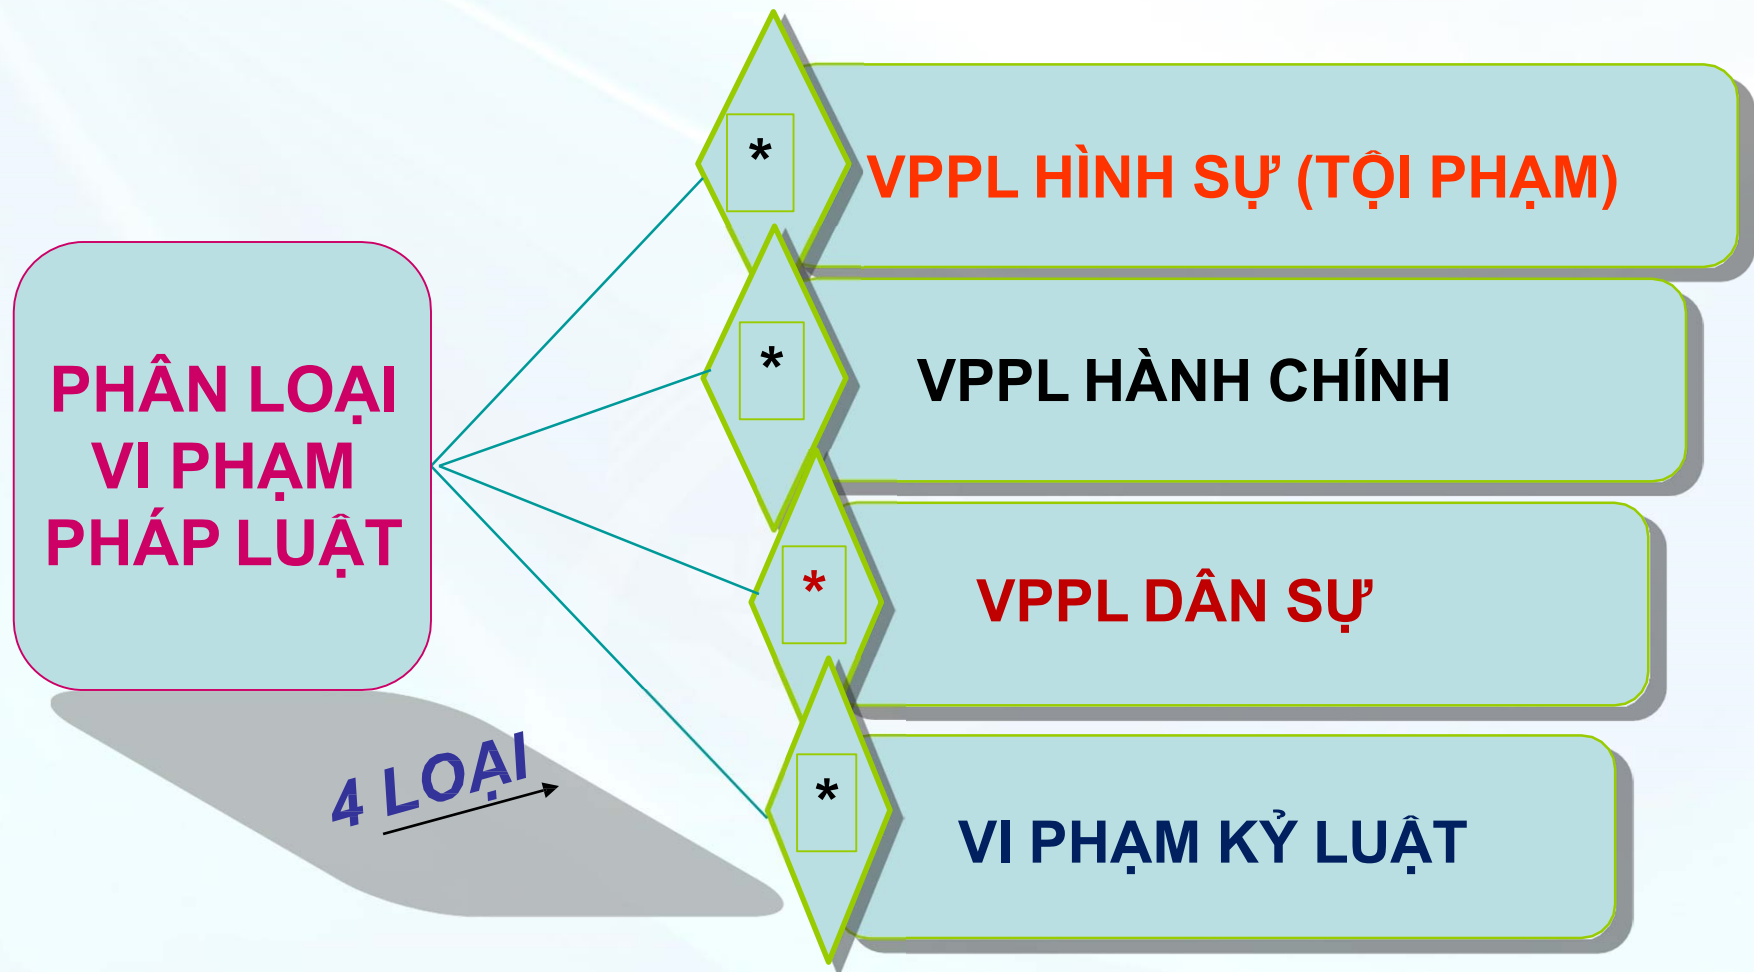 PHÂN LOẠI
VI PHẠM
PHÁP LUẬT
4 LOẠI
*
VPPL HÌNH SỰ (TỘI PHẠM)
*
VPPL HÀNH CHÍNH
*
VPPL DÂN SỰ
*
VI PHẠM KỶ LUẬT